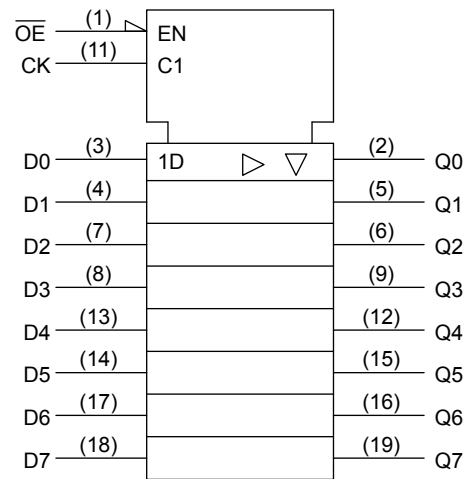 O̅E̅ (1) EN
CK (11) C1
D0 (3) 1D (2) Q0
D1 (4) (5) Q1
D2 (7) (6) Q2
D3 (8) (9) Q3
D4 (13) (12) Q4
D5 (14) (15) Q5
D6 (17) (16) Q6
D7 (18) (19) Q7